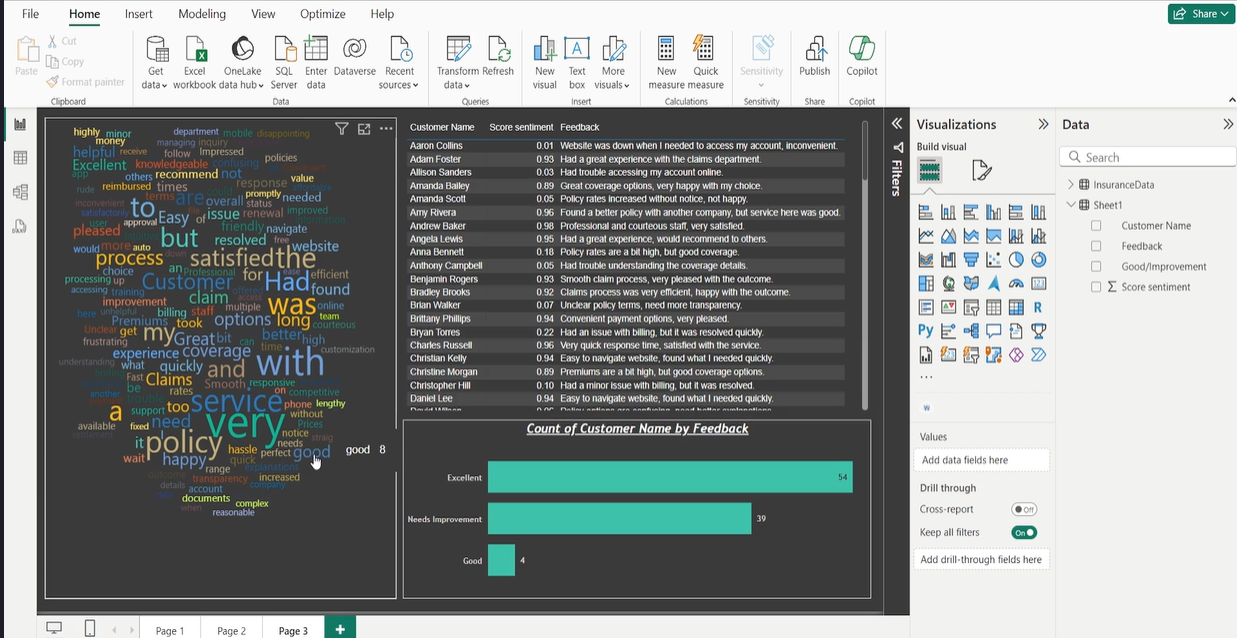 File Home Insert Modeling View Optimize Help
Share
Paste
Cut
Copy
Format painter
Clipboard
Get data
Excel workbook
OneLake data hub
SQL Server
Enter data
Dataverse
Recent sources
Data
Transform data
Refresh
Queries
New visual
Text box
More visuals
Insert
New measure
Quick measure
Calculations
Sensitivity
Sensitivity
Publish
Share
Copilot
Copilot
highly minor department mobile disappointing
money managing inquiry
helpful receive follow Impressed policies
Excellent knowledgeable confusing
app others recommend not
rude reimbursed times response value
inconvenient terms are overall promptly needed
satisfactorily to Easy of issue status renewal improved
user approval friendly
pleased but resolved navigate
would more auto free website
process satisfied the
choice an Professional for ease efficient
processing up Customer Had found
accessing training offered
improvement claim multiple access online
here unhelpful billing staff was team
Premiums took options long courteous
Unclear get my Great bit can better high
frustrating time customization
experience coverage
understanding what quickly and with
Fast Claims Smooth responsive
another be rates on competitive
trouble service phone lengthy
a support too very without
available fixed need Prices
it policy notice straig
wait happy hassle perfect needs good
range quick explanations
outcome transparency increased
details account company
documents complex
when reasonable
good 8
Customer Name Score sentiment Feedback
Aaron Collins 0.01 Website was down when I needed to access my account, inconvenient.
Adam Foster 0.93 Had a great experience with the claims department.
Allison Sanders 0.03 Had trouble accessing my account online.
Amanda Bailey 0.89 Great coverage options, very happy with my choice.
Amanda Scott 0.05 Policy rates increased without notice, not happy.
Amy Rivera 0.96 Found a better policy with another company, but service here was good.
Andrew Baker 0.98 Professional and courteous staff, very satisfied.
Angela Lewis 0.95 Had a great experience, would recommend to others.
Anna Bennett 0.18 Policy rates are a bit high, but good coverage.
Anthony Campbell 0.05 Had trouble understanding the coverage details.
Benjamin Rogers 0.93 Smooth claim process, very pleased with the outcome.
Bradley Brooks 0.92 Claims process was very efficient, happy with the outcome.
Brian Walker 0.07 Unclear policy terms, need more transparency.
Brittany Phillips 0.94 Convenient payment options, very pleased.
Bryan Torres 0.22 Had an issue with billing, but it was resolved quickly.
Charles Russell 0.96 Very quick response time, satisfied with the service.
Christian Kelly 0.94 Easy to navigate website, found what I needed quickly.
Christine Morgan 0.89 Premiums are a bit high, but good coverage options.
Christopher Hill 0.10 Had a minor issue with billing, but it was resolved.
Daniel Lee 0.94 Easy to navigate website, found what I needed quickly.
Count of Customer Name by Feedback
Excellent 54
Needs Improvement 39
Good 4
Filters
Visualizations
Build visual
R
Py
...
W
Values
Add data fields here
Drill through
Cross-report Off
Keep all filters On
Add drill-through fields here
Data
Search
InsuranceData
Sheet1
Customer Name
Feedback
Good/Improvement
Σ Score sentiment
Page 1 Page 2 Page 3 +